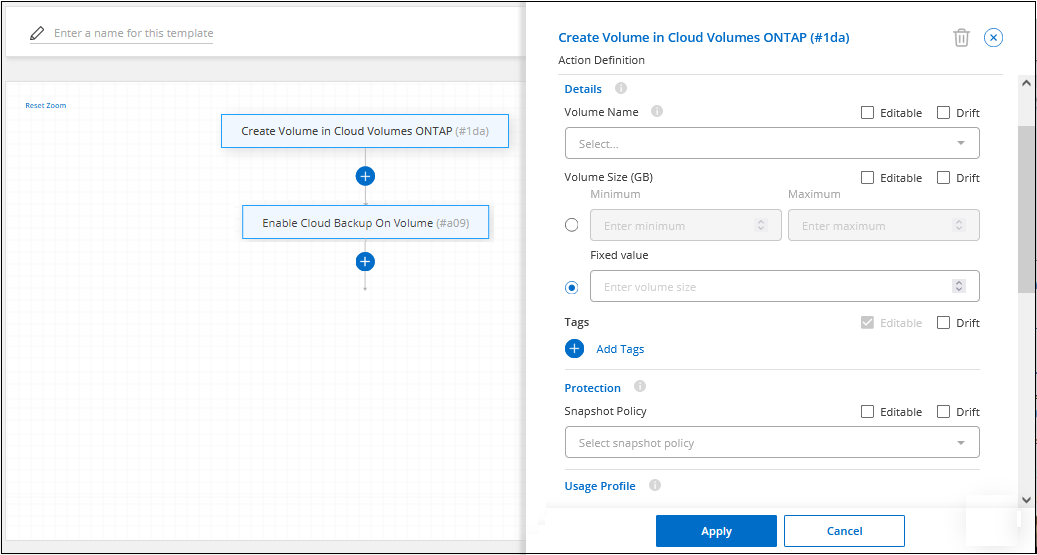 Enter a name for this template
Reset Zoom
Create Volume in Cloud Volumes ONTAP (#1da)
Enable Cloud Backup On Volume (#a09)
Create Volume in Cloud Volumes ONTAP (#1da)
Action Definition
Details
Volume Name Editable Drift
Select...
Volume Size (GB) Editable Drift
Minimum Maximum
Enter minimum Enter maximum
Fixed value
Enter volume size
Tags Editable Drift
Add Tags
Protection
Snapshot Policy Editable Drift
Select snapshot policy
Usage Profile
Apply Cancel